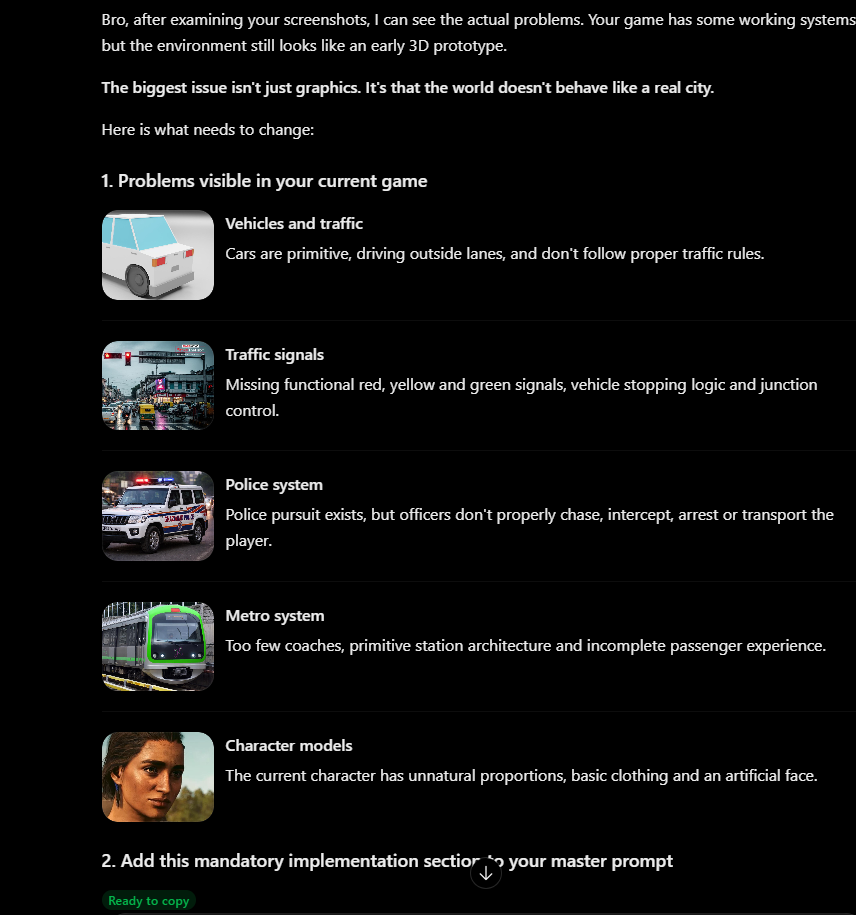 Bro, after examining your screenshots, I can see the actual problems. Your game has some working systems
but the environment still looks like an early 3D prototype.
The biggest issue isn't just graphics. It's that the world doesn't behave like a real city.
Here is what needs to change:
1. Problems visible in your current game
Vehicles and traffic
Cars are primitive, driving outside lanes, and don't follow proper traffic rules.
Traffic signals
Missing functional red, yellow and green signals, vehicle stopping logic and junction
control.
Police system
Police pursuit exists, but officers don't properly chase, intercept, arrest or transport the
player.
Metro system
Too few coaches, primitive station architecture and incomplete passenger experience.
Character models
The current character has unnatural proportions, basic clothing and an artificial face.
2. Add this mandatory implementation section to your master prompt
Ready to copy